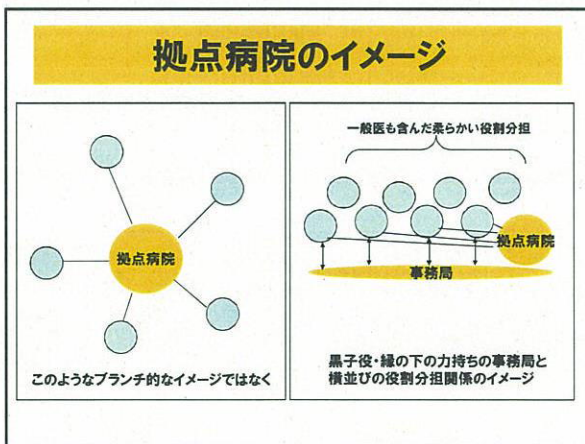 拠点病院のイメージ
拠点病院
このようなブランチ的なイメージではなく
一般医も含んだ柔らかい役割分担
拠点病院
事務局
黒子役・縁の下の力持ちの事務局と
横並びの役割分担関係のイメージ